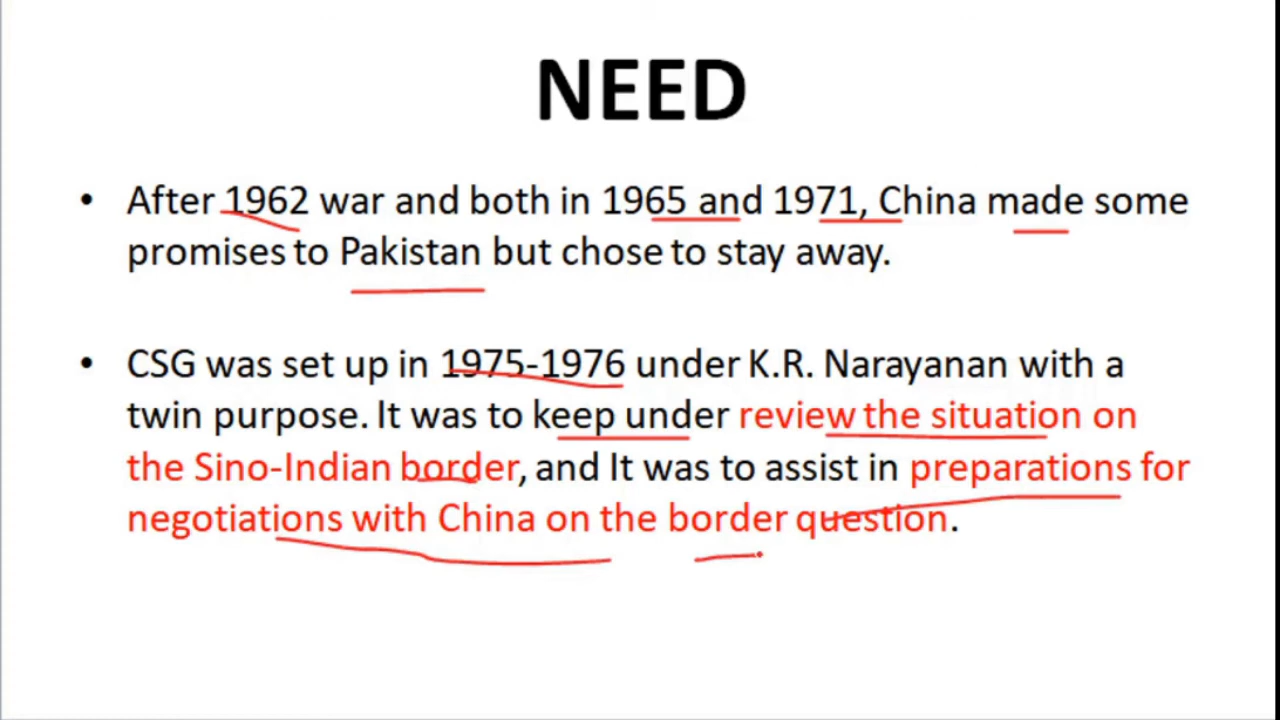 NEED
• After 1962 war and both in 1965 and 1971, China made some
promises to Pakistan but chose to stay away.
• CSG was set up in 1975-1976 under K.R. Narayanan with a
twin purpose. It was to keep under review the situation on
the Sino-Indian border, and It was to assist in preparations for
negotiations with China on the border question.